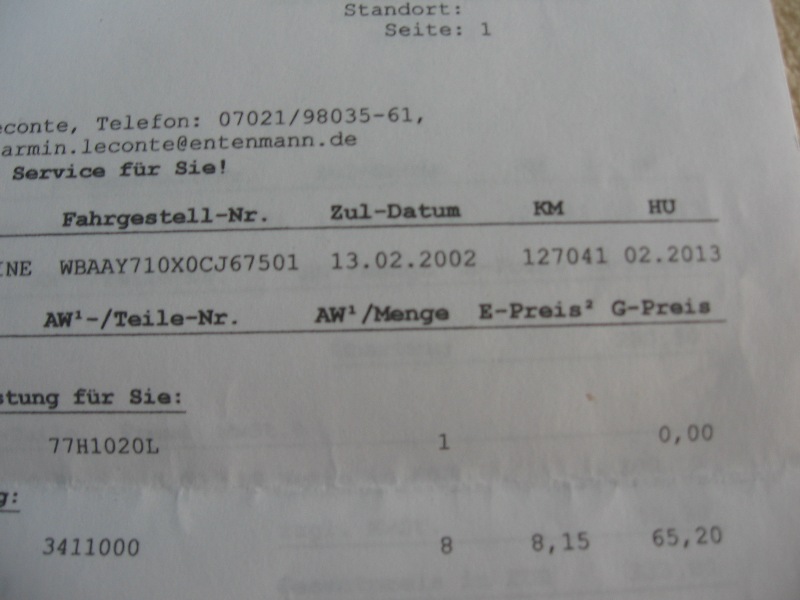 Standort:
Seite: 1
econte, Telefon: 07021/98035-61,
armin.leconte@entenmann.de
Service für Sie!
Fahrgestell-Nr. Zul-Datum KM HU
INE WBAAY710X0CJ67501 13.02.2002 127041 02.2013
AW¹-/Teile-Nr. AW¹/Menge E-Preis² G-Preis
stung für Sie:
77H1020L 1 0,00
g:
3411000 8 8,15 65,20